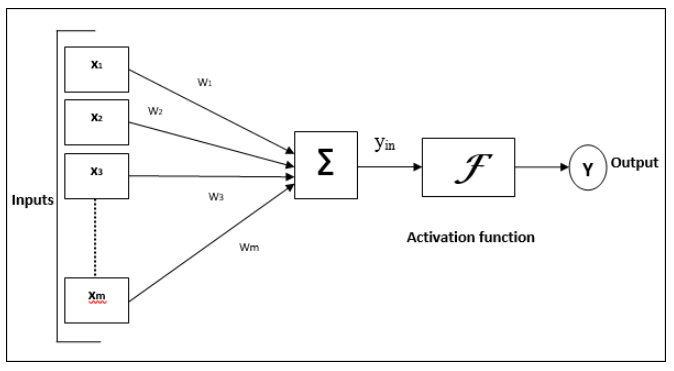 x₁
W₁
x₂
W₂
yin
Σ
ℱ
Y
Output
x₃
Inputs
W₃
Activation function
Wm
xm